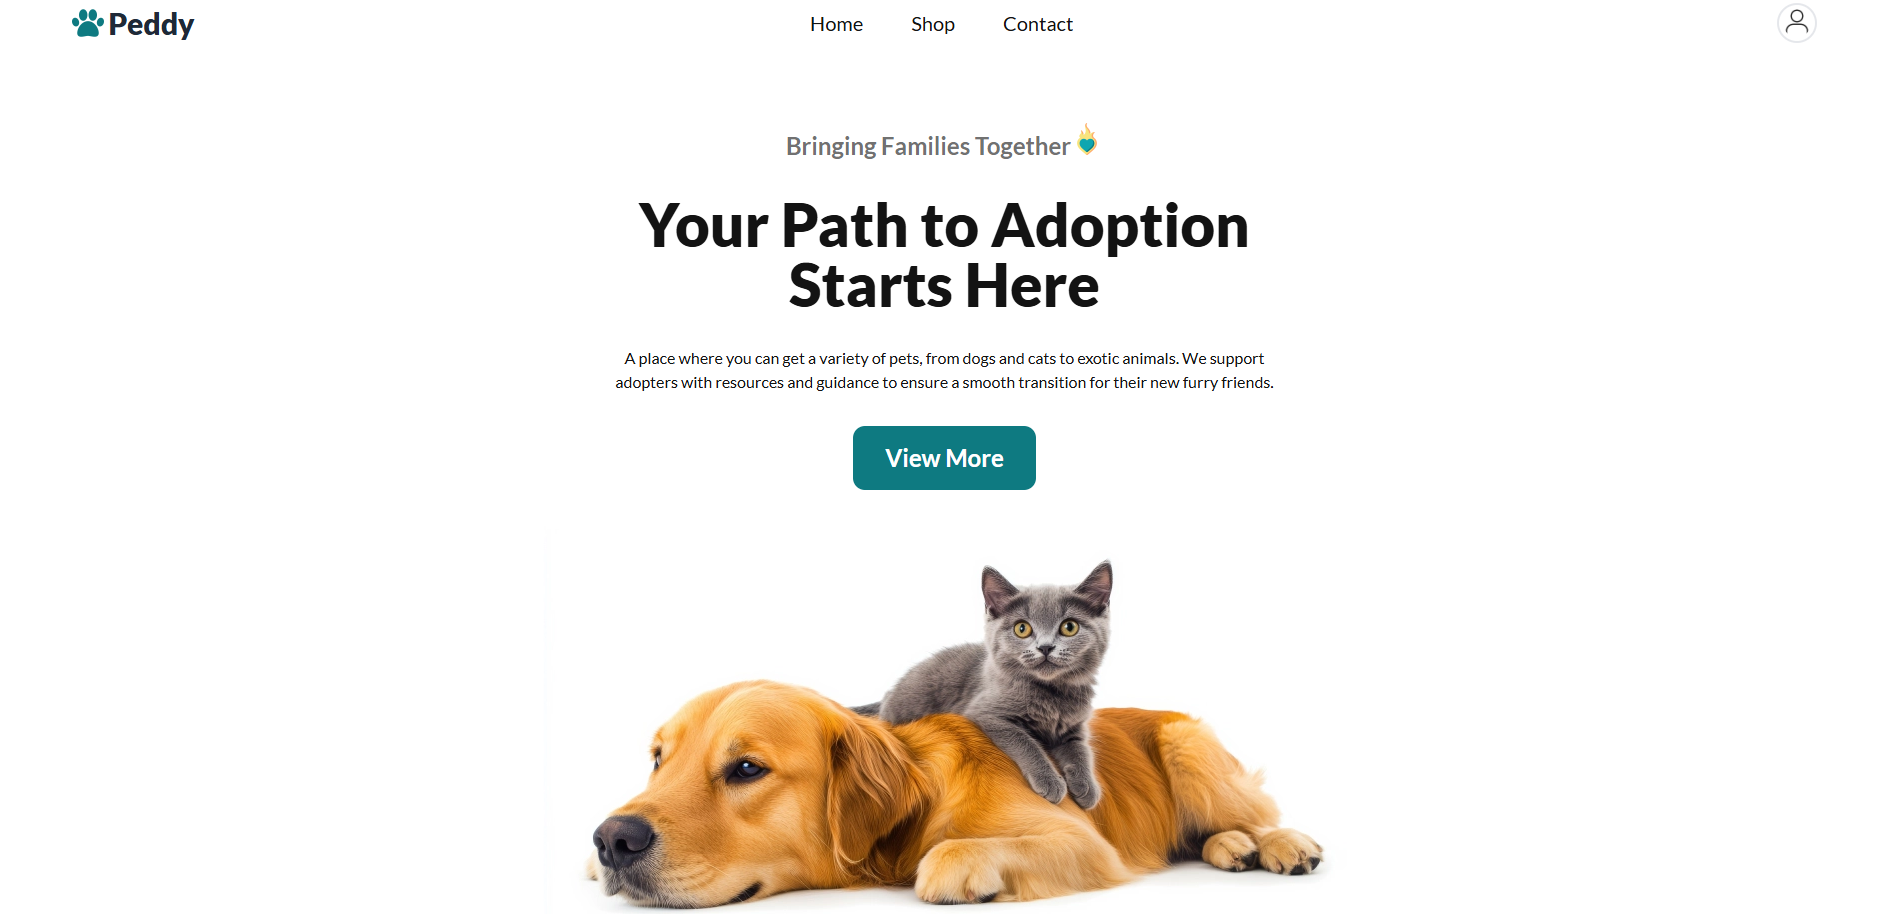 Peddy
Home
Shop
Contact
Bringing Families Together
Your Path to Adoption
Starts Here
A place where you can get a variety of pets, from dogs and cats to exotic animals. We support
adopters with resources and guidance to ensure a smooth transition for their new furry friends.
View More